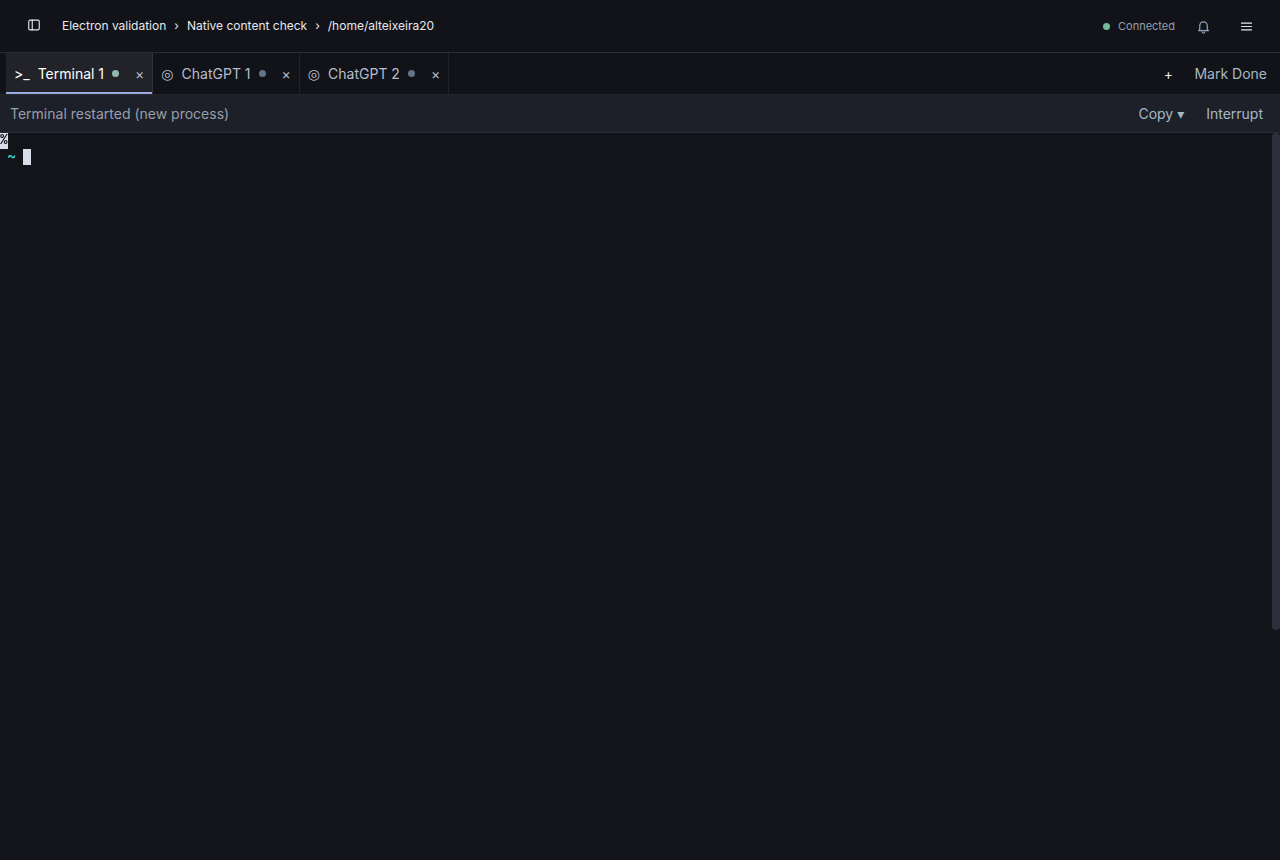 Electron validation › Native content check › /home/alteixeira20
Connected
>_ Terminal 1 × ChatGPT 1 × ChatGPT 2 ×
+ Mark Done
Terminal restarted (new process)
Copy ▾ Interrupt
%
~